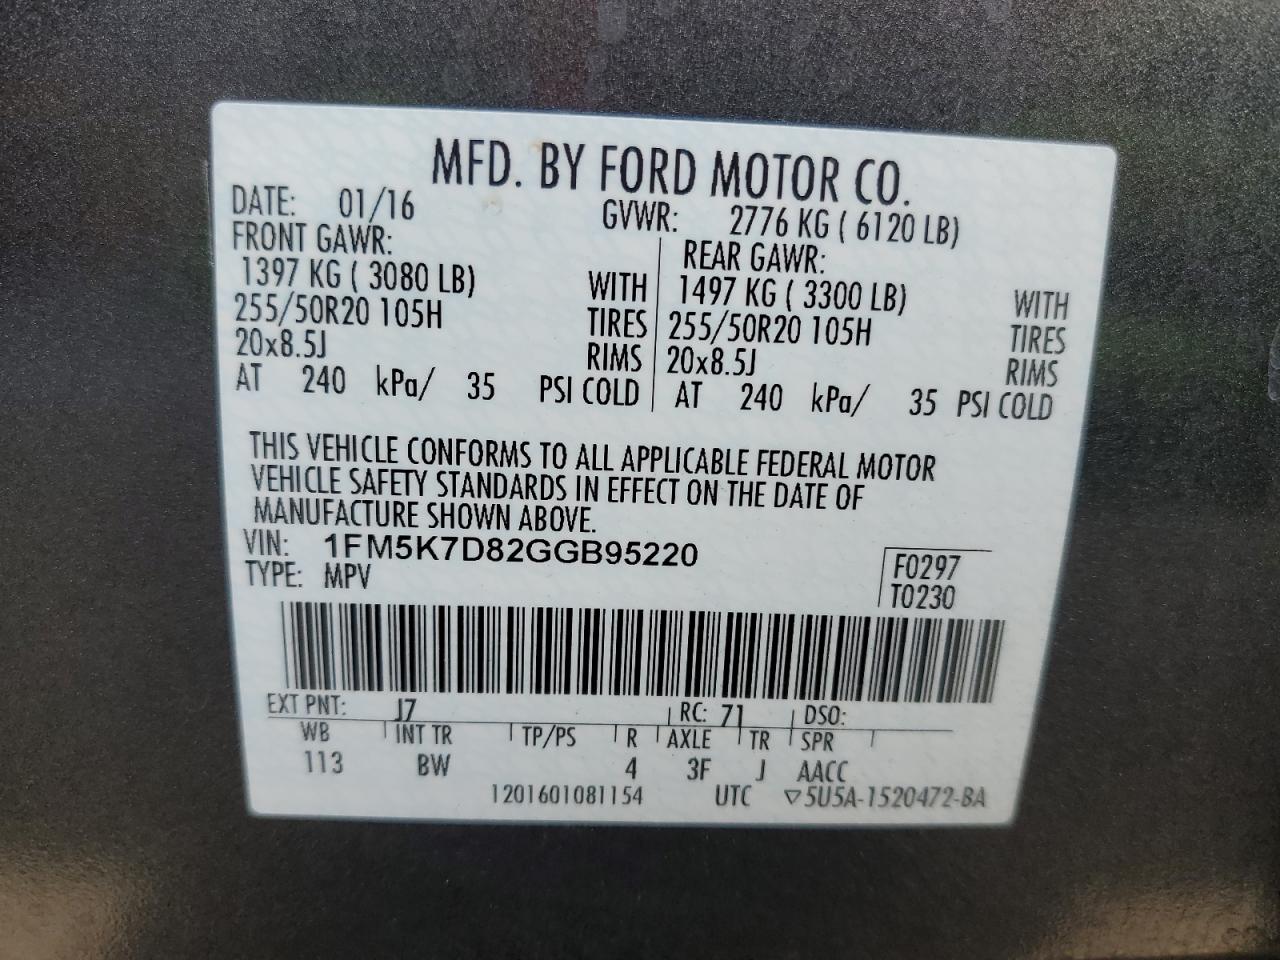 MFD. BY FORD MOTOR CO.
DATE: 01/16 GVWR: 2776 KG ( 6120 LB)
FRONT GAWR: REAR GAWR:
1397 KG ( 3080 LB) WITH 1497 KG ( 3300 LB) WITH
255/50R20 105H TIRES 255/50R20 105H TIRES
20x8.5J RIMS 20x8.5J RIMS
AT 240 kPa/ 35 PSI COLD AT 240 kPa/ 35 PSI COLD
THIS VEHICLE CONFORMS TO ALL APPLICABLE FEDERAL MOTOR
VEHICLE SAFETY STANDARDS IN EFFECT ON THE DATE OF
MANUFACTURE SHOWN ABOVE.
VIN: 1FM5K7D82GGB95220
TYPE: MPV
F0297
T0230
EXT PNT: J7 RC: 71 DSO:
WB INT TR TP/PS R AXLE TR SPR
113 BW 4 3F J AACC
1201601081154 UTC ▽5U5A-1520472-BA